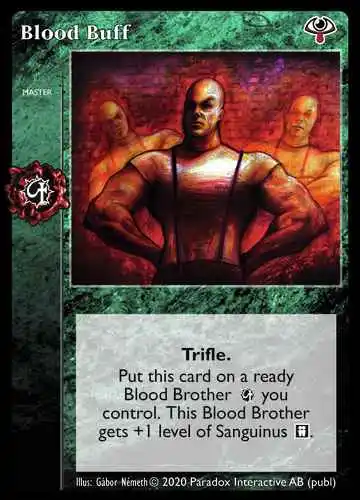 Blood Buff
MASTER
Trifle.
Put this card on a ready
Blood Brother you
control. This Blood Brother
gets +1 level of Sanguinus .
Illus: Gábor Németh © 2020 Paradox Interactive AB (publ)